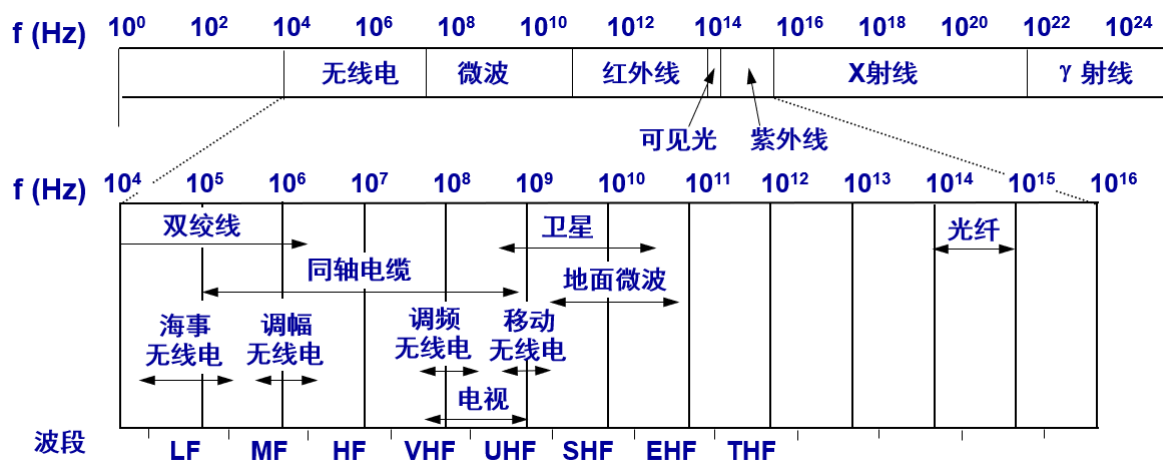 f (Hz) 10⁰ 10² 10⁴ 10⁶ 10⁸ 10¹⁰ 10¹² 10¹⁴ 10¹⁶ 10¹⁸ 10²⁰ 10²² 10²⁴
无线电 微波 红外线 X射线 γ 射线
可见光 紫外线
f (Hz) 10⁴ 10⁵ 10⁶ 10⁷ 10⁸ 10⁹ 10¹⁰ 10¹¹ 10¹² 10¹³ 10¹⁴ 10¹⁵ 10¹⁶
双绞线 卫星 光纤
同轴电缆 地面微波
海事 调幅 调频 移动
无线电 无线电 无线电 无线电
电视
波段 LF MF HF VHF UHF SHF EHF THF